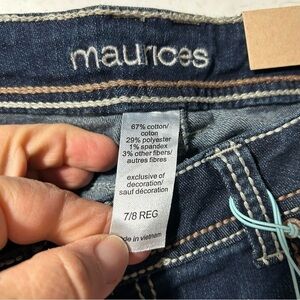 maurices
67% cotton/
coton
29% polyester
1% spandex
3% other fibers/
autres fibres
exclusive of
decoration/
sauf décoration
7/8 REG
de in vietnam